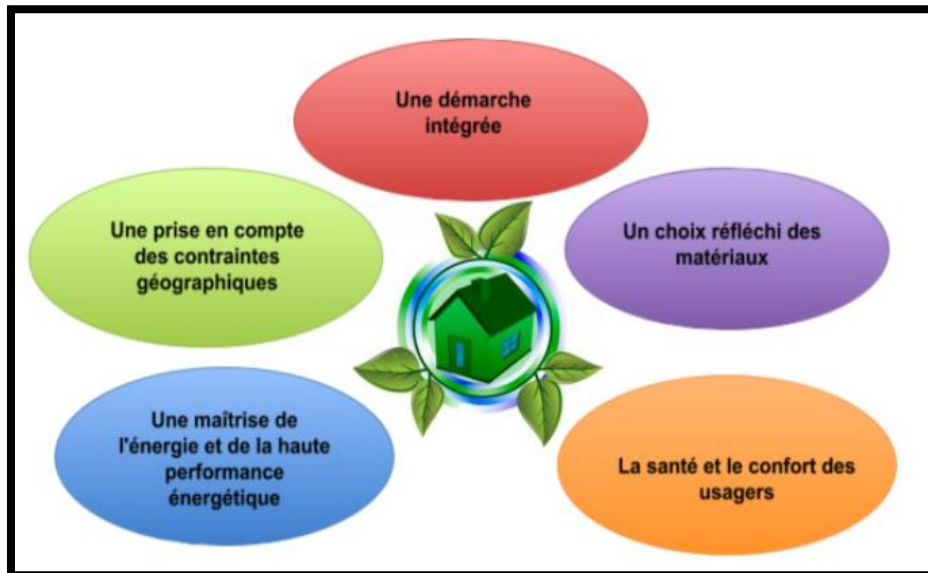 Une démarche
intégrée
Une prise en compte
des contraintes
géographiques
Un choix réfléchi des
matériaux
Une maîtrise de
l'énergie et de la haute
performance
énergétique
La santé et le confort des
usagers